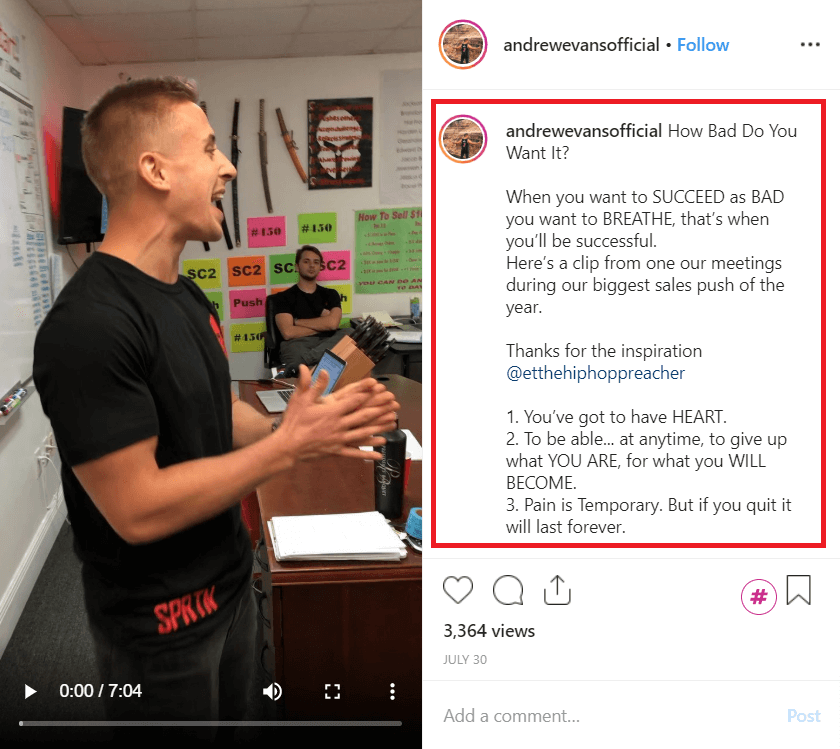 andrewevansofficial • Follow
andrewevansofficial How Bad Do You
Want It?
When you want to SUCCEED as BAD
you want to BREATHE, that's when
you'll be successful.
Here's a clip from one our meetings
during our biggest sales push of the
year.
Thanks for the inspiration
@etthehiphoppreacher
1. You've got to have HEART.
2. To be able... at anytime, to give up
what YOU ARE, for what you WILL
BECOME.
3. Pain is Temporary. But if you quit it
will last forever.
#
3,364 views
JULY 30
Add a comment... Post
#450 #450
How To Sell $1
SC2 SC2 SC SC2
Push
YOU CAN DO AN
#450
SPRTN
0:00 / 7:04